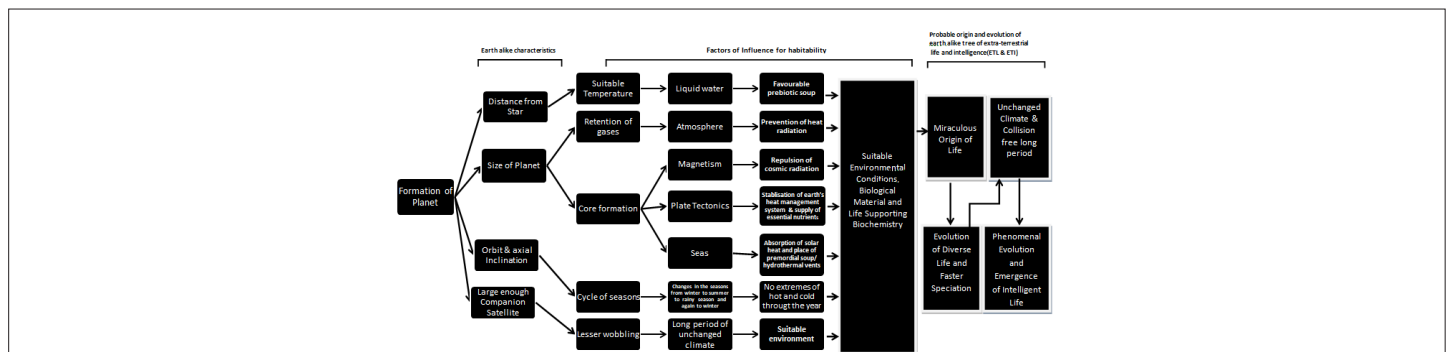 Earth alike characteristics
Factors of Influence for habitability
Probable origin and evolution of
earth alike tree of extra-terrestrial
life and intelligence(ETL & ETI)
Formation of
Planet
Distance from
Star
Size of Planet
Orbit & axial
Inclination
Large enough
Companion
Satellite
Suitable
Temperature
Liquid water
Favourable
prebiotic soup
Retention of
gases
Atmosphere
Prevention of heat
radiation
Core formation
Magnetism
Repulsion of
cosmic radiation
Plate Tectonics
Stablisation of earth's
heat management
system & supply of
essential nutrients
Seas
Absorption of solar
heat and place of
premordial soup/
hydrothermal vents
Cycle of seasons
Changes in the seasons
from winter to summer
to rainy season and
again to winter
No extremes of
hot and cold
througt the year
Lesser wobbling
Long period of
unchanged
climate
Suitable
environment
Suitable
Environmental
Conditions,
Biological
Material and
Life Supporting
Biochemistry
Miraculous
Origin of
Life
Unchanged
Climate &
Collision
free long
period
Evolution
of Diverse
Life and
Faster
Speciation
Phenomenal
Evolution
and
Emergence
of Intelligent
Life